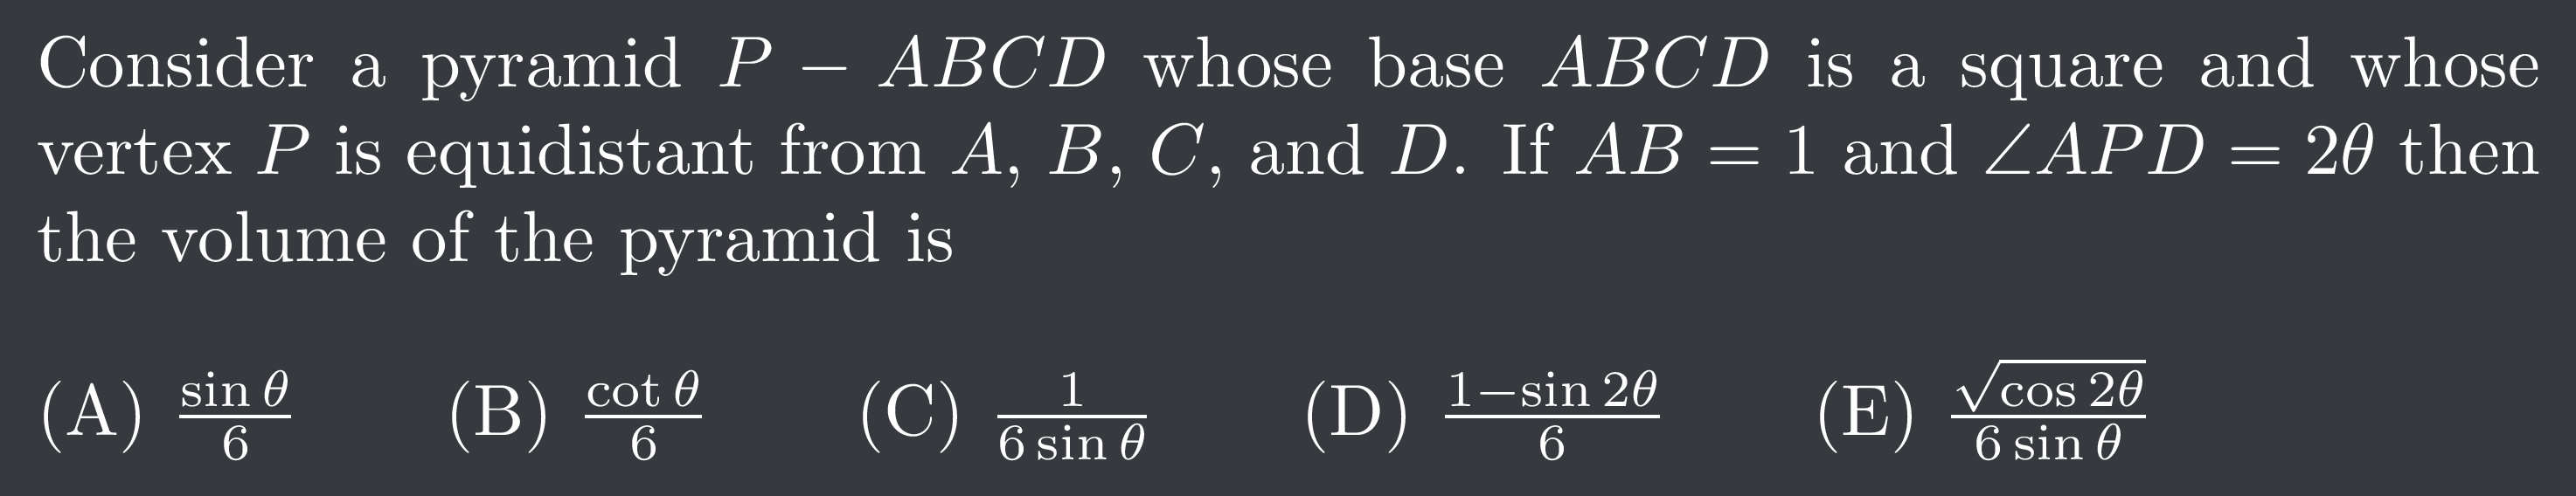 Consider a pyramid P − ABCD whose base ABCD is a square and whose
vertex P is equidistant from A, B, C, and D. If AB = 1 and ∠APD = 2θ then
the volume of the pyramid is
(A) sin θ/6 (B) cot θ/6 (C) 1/6 sin θ (D) 1−sin 2θ/6 (E) √cos 2θ/6 sin θ